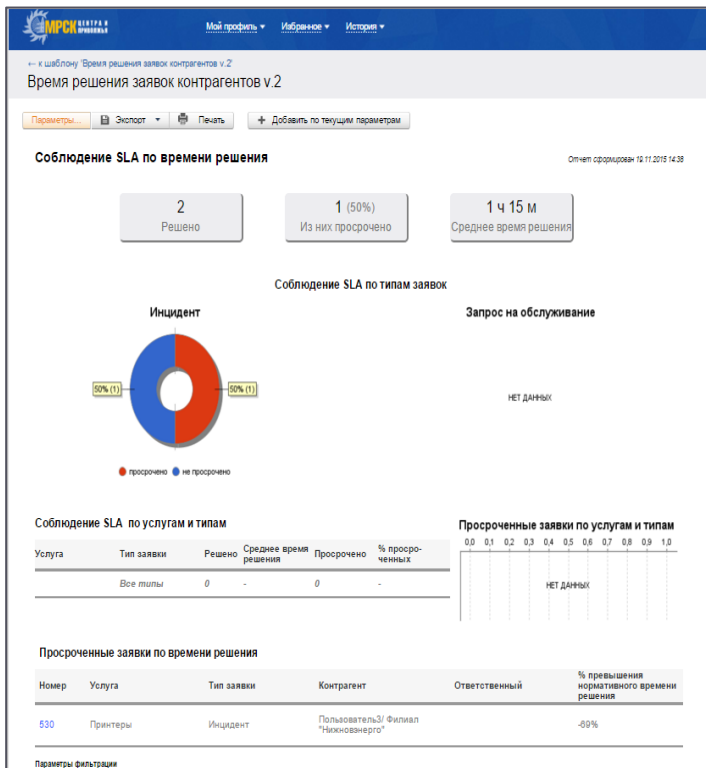 МРСК ЦЕНТРА И ПРИВОЛЖЬЯ
Мой профиль Избранное История
← к шаблону 'Время решения заявок контрагентов v.2'
Время решения заявок контрагентов v.2
Параметры... Экспорт Печать + Добавить по текущим параметрам
Соблюдение SLA по времени решения
Отчет сформирован 19.11.2015 14:38
2
Решено
1 (50%)
Из них просрочено
1 ч 15 м
Среднее время решения
Соблюдение SLA по типам заявок
Инцидент
50% (1)
50% (1)
просрочено не просрочено
Запрос на обслуживание
НЕТ ДАННЫХ
Соблюдение SLA по услугам и типам
Услуга Тип заявки Решено Среднее время решения Просрочено % просро-ченных
Все типы 0 - 0 -
Просроченные заявки по услугам и типам
0,0 0,1 0,2 0,3 0,4 0,5 0,6 0,7 0,8 0,9 1,0
НЕТ ДАННЫХ
Просроченные заявки по времени решения
Номер Услуга Тип заявки Контрагент Ответственный % превышения нормативного времени решения
530 Принтеры Инцидент Пользователь3/ Филиал "Нижновэнерго" -69%
Параметры фильтрации